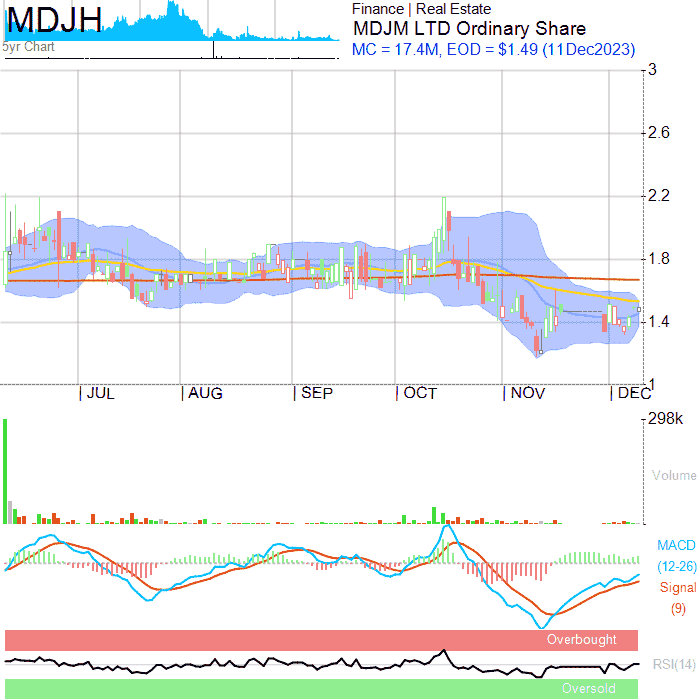 MDJH
5yr Chart
Finance | Real Estate
MDJM LTD Ordinary Share
MC = 17.4M, EOD = $1.49 (11Dec2023)
3
2.6
2.2
1.8
1.4
1
| JUL | AUG | SEP | OCT | NOV | DEC
298k
Volume
MACD
(12-26)
Signal
(9)
Overbought
RSI(14)
Oversold